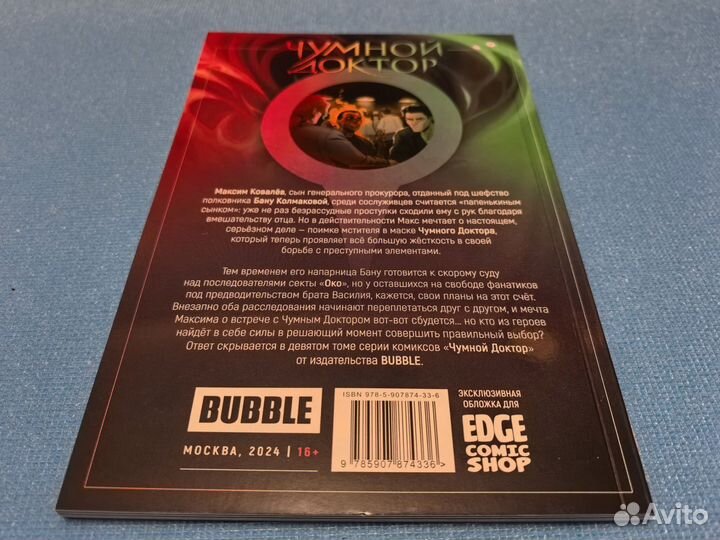 ЧУМНОЙ
ДОКТОР
Максим Ковалёв, сын генерального прокурора, отданный под шефство
полковника Бану Колмаковой, среди сослуживцев считается «папенькиным
сынком»: уже не раз безрассудные проступки сходили ему с рук благодаря
вмешательству отца. Но в действительности Макс мечтает о настоящем,
серьёзном деле — поимке мстителя в маске Чумного Доктора,
который теперь проявляет всё большую жёсткость в своей
борьбе с преступными элементами.
Тем временем его напарница Бану готовится к скорому суду
над последователями секты «Око», но у оставшихся на свободе фанатиков
под предводительством брата Василия, кажется, свои планы на этот счёт.
Внезапно оба расследования начинают переплетаться друг с другом, и мечта
Максима о встрече с Чумным Доктором вот-вот сбудется... но кто из героев
найдёт в себе силы в решающий момент совершить правильный выбор?
Ответ скрывается в девятом томе серии комиксов «Чумной Доктор»
от издательства BUBBLE.
BUBBLE
МОСКВА, 2024 | 16+
ISBN 978-5-907874-33-6
9 785907 874336 >
ЭКСКЛЮЗИВНАЯ
ОБЛОЖКА ДЛЯ
EDGE
COMIC
SHOP
Avito